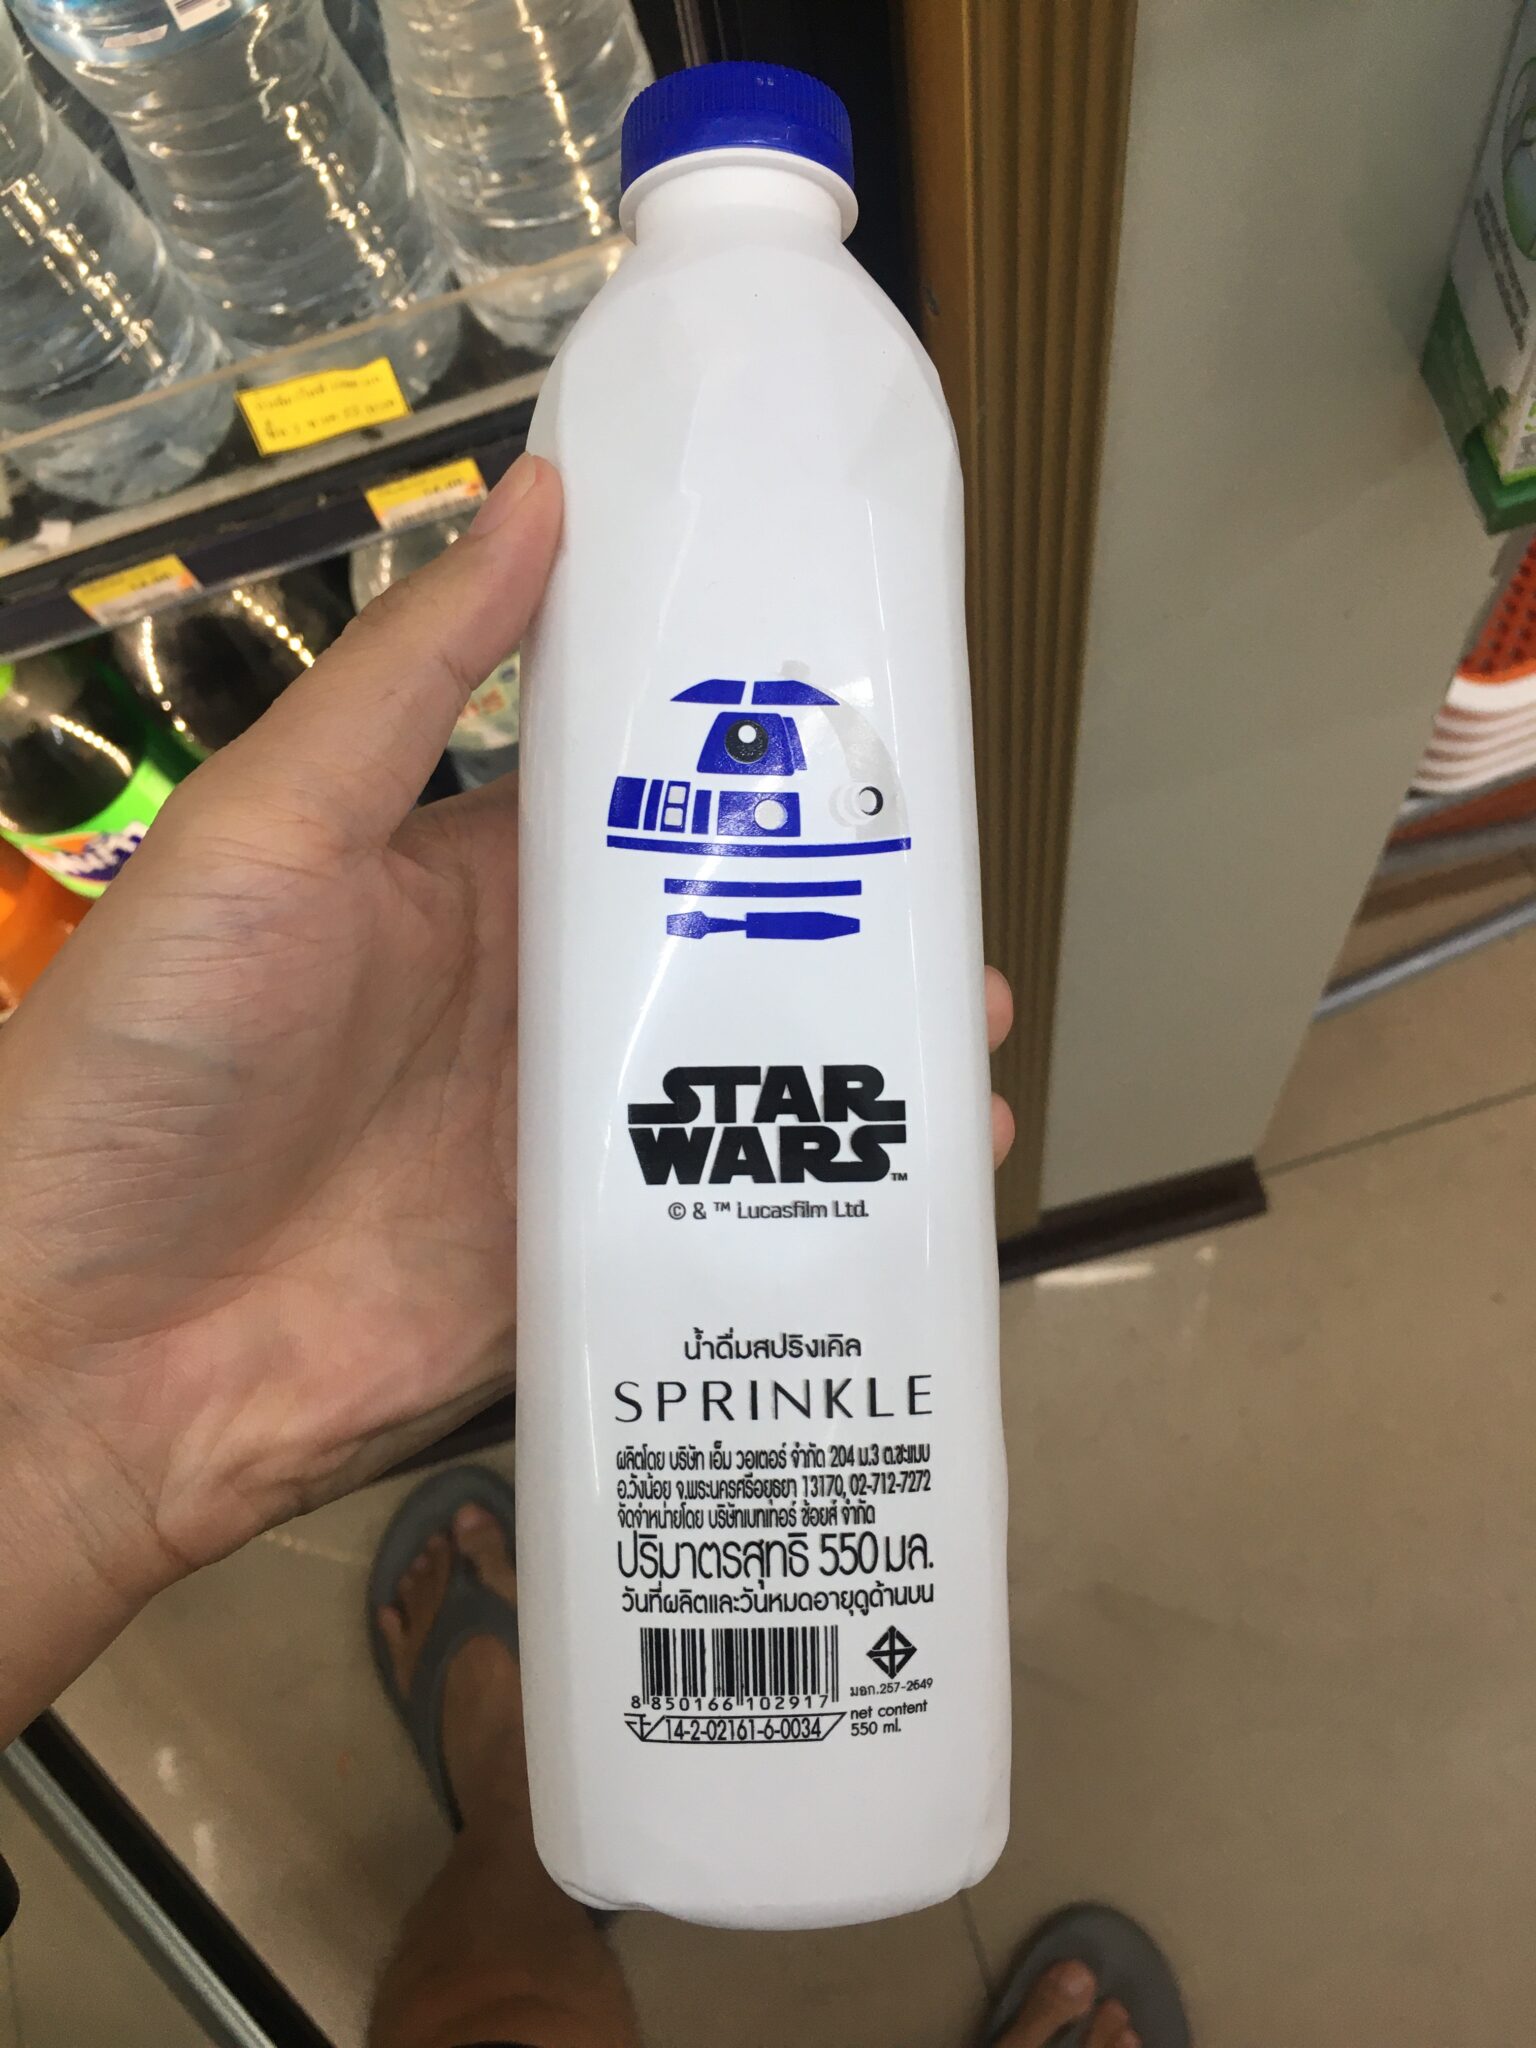 STAR
WARS™
© & ™ Lucasfilm Ltd.
น้ำดื่มสปริงเคิล
SPRINKLE
ผลิตโดย บริษัท เอ็ม วอเตอร์ จำกัด 204 ม.3 ต.ชะแมบ
อ.วังน้อย จ.พระนครศรีอยุธยา 13170, 02-712-7272
จัดจำหน่ายโดย บริษัทเบทเทอร์ ช้อยส์ จำกัด
ปริมาตรสุทธิ 550 มล.
วันที่ผลิตและวันหมดอายุดูด้านบน
8 850166 102917
มอก.257-2549
14-2-02161-6-0034
net content
550 ml.